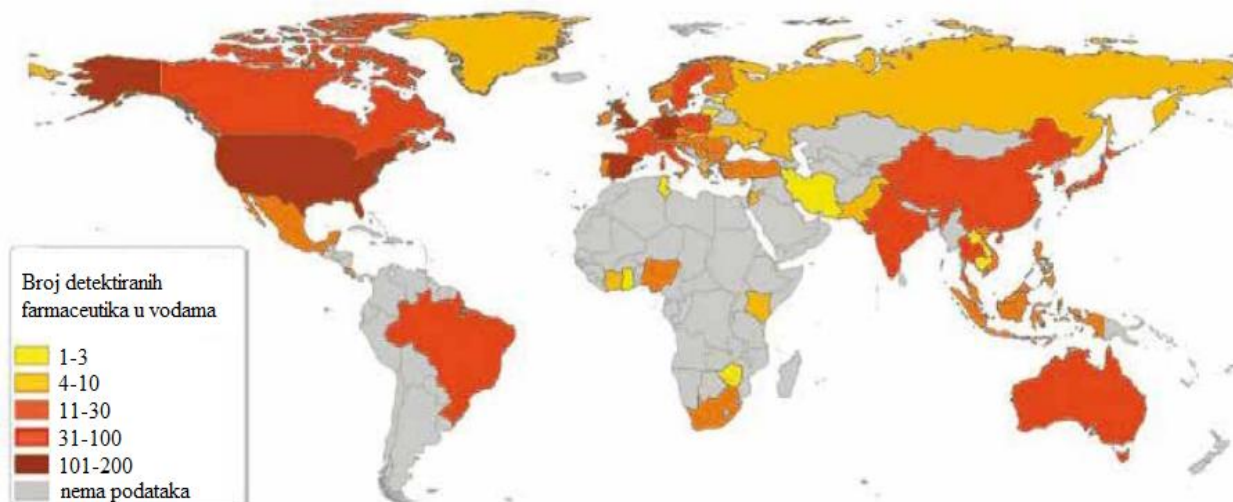 Broj detektiranih
farmaceutika u vodama
1-3
4-10
11-30
31-100
101-200
nema podataka